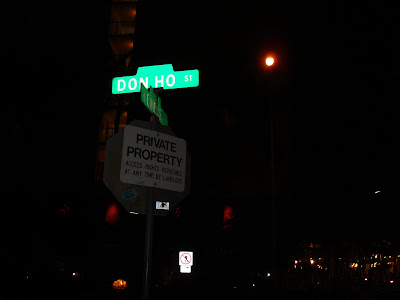 DON HO ST
PRIVATE
PROPERTY
ACCESS RIGHTS REVOCABLE
AT ANY TIME BY LANDLORD